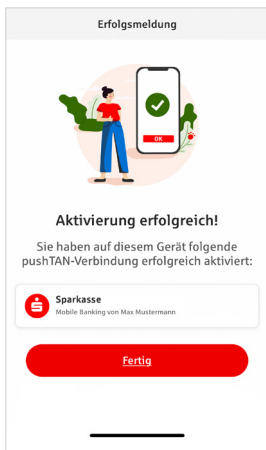 Erfolgsmeldung
OK
Aktivierung erfolgreich!
Sie haben auf diesem Gerät folgende
pushTAN-Verbindung erfolgreich aktiviert:
Sparkasse
Mobile Banking von Max Mustermann
Fertig